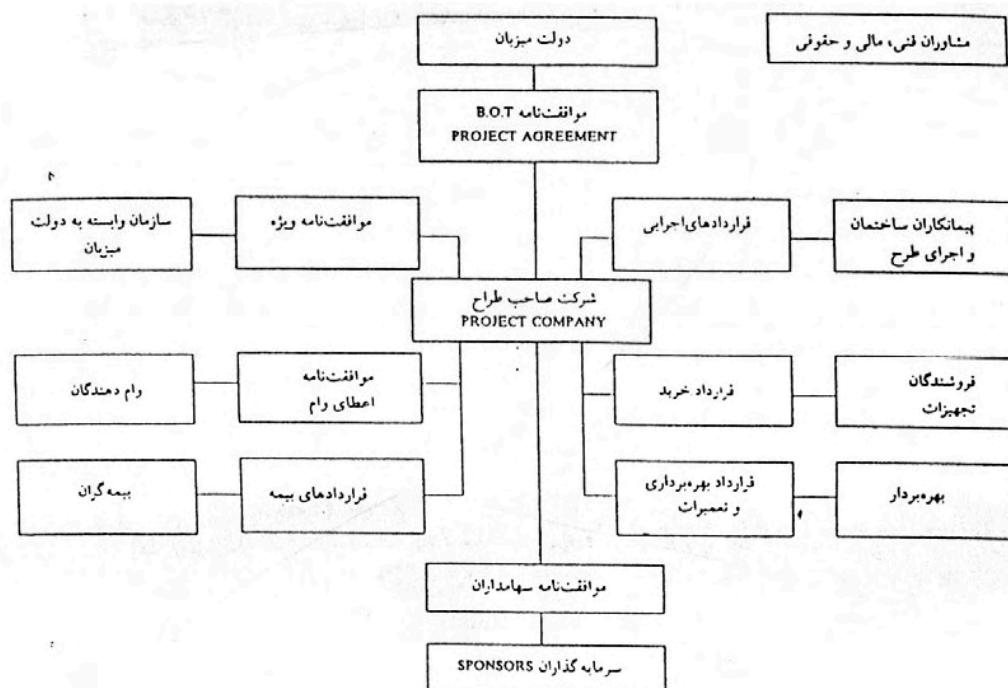 دولت میزبان
مشاوران فنی، مالی و حقوقی
موافقت‌نامه B.O.T
PROJECT AGREEMENT
سازمان وابسته به دولت
میزبان
موافقت‌نامه ویژه
قراردادهای اجرایی
پیمانکاران ساختمان
و اجرای طرح
شرکت صاحب طراح
PROJECT COMPANY
وام دهندگان
موافقت‌نامه
اعطای وام
قرارداد خرید
فروشندگان
تجهیزات
بیمه گران
قراردادهای بیمه
قرارداد بهره‌برداری
و تعمیرات
بهره‌بردار
موافقت‌نامه سهامداران
سرمایه گذاران SPONSORS